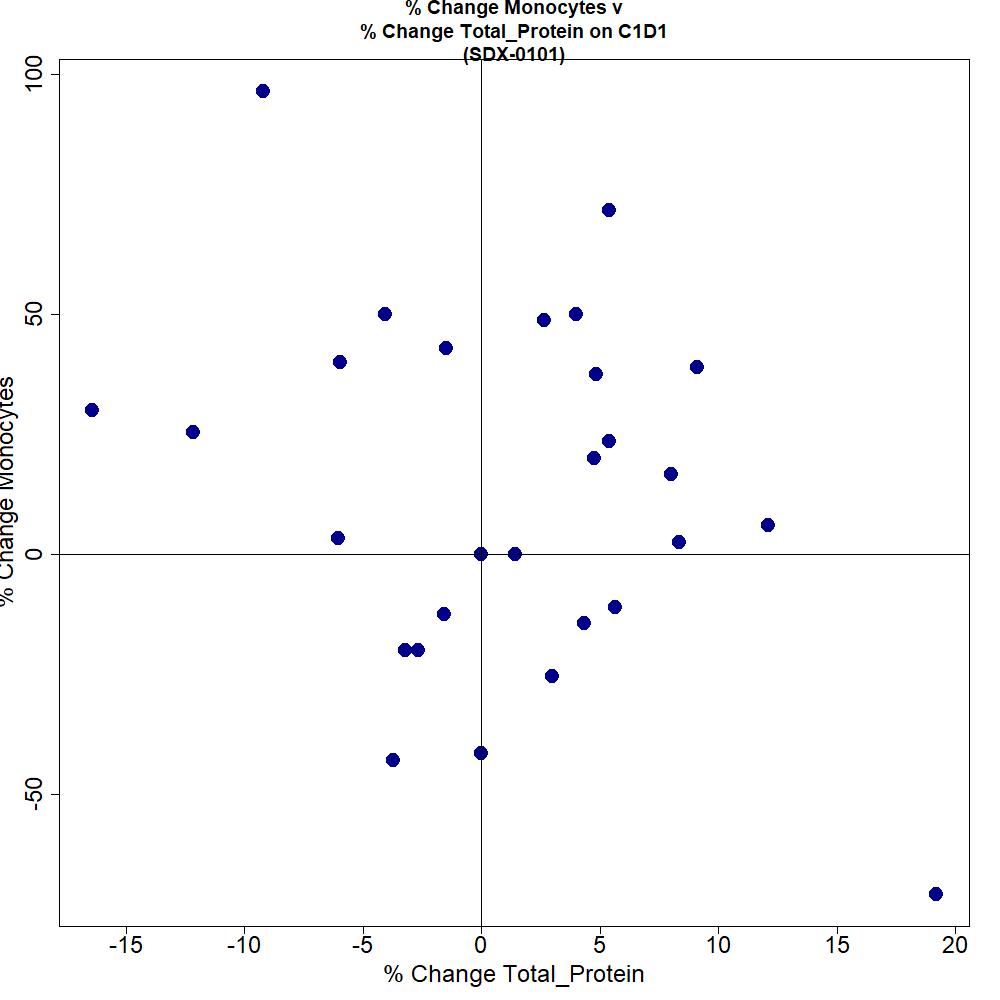 % Change Monocytes v
% Change Total_Protein on C1D1
(SDX-0101)
100
50
0
-50
% Change Monocytes
-15
-10
-5
0
5
10
15
20
% Change Total_Protein